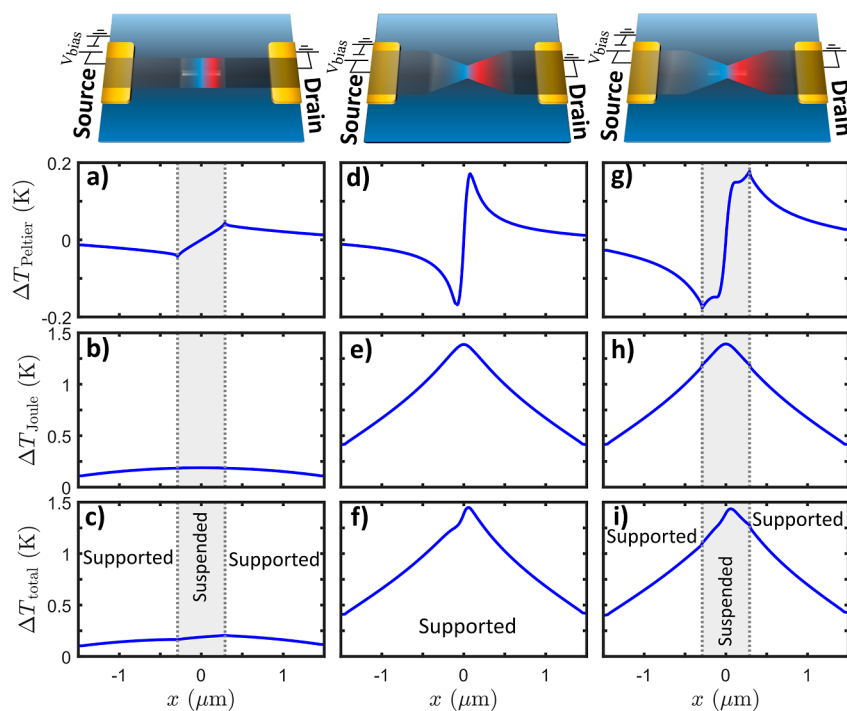 V_bias
Source
Drain
V_bias
Source
Drain
V_bias
Source
Drain
a)
d)
g)
ΔT_Peltier (K)
0.2
0
-0.2
b)
e)
h)
ΔT_Joule (K)
1.5
1
0.5
0
c)
f)
i)
ΔT_total (K)
1.5
1
0.5
0
Supported
Suspended
Supported
Supported
Supported
Suspended
Supported
-1 0 1
-1 0 1
-1 0 1
x (μm)
x (μm)
x (μm)